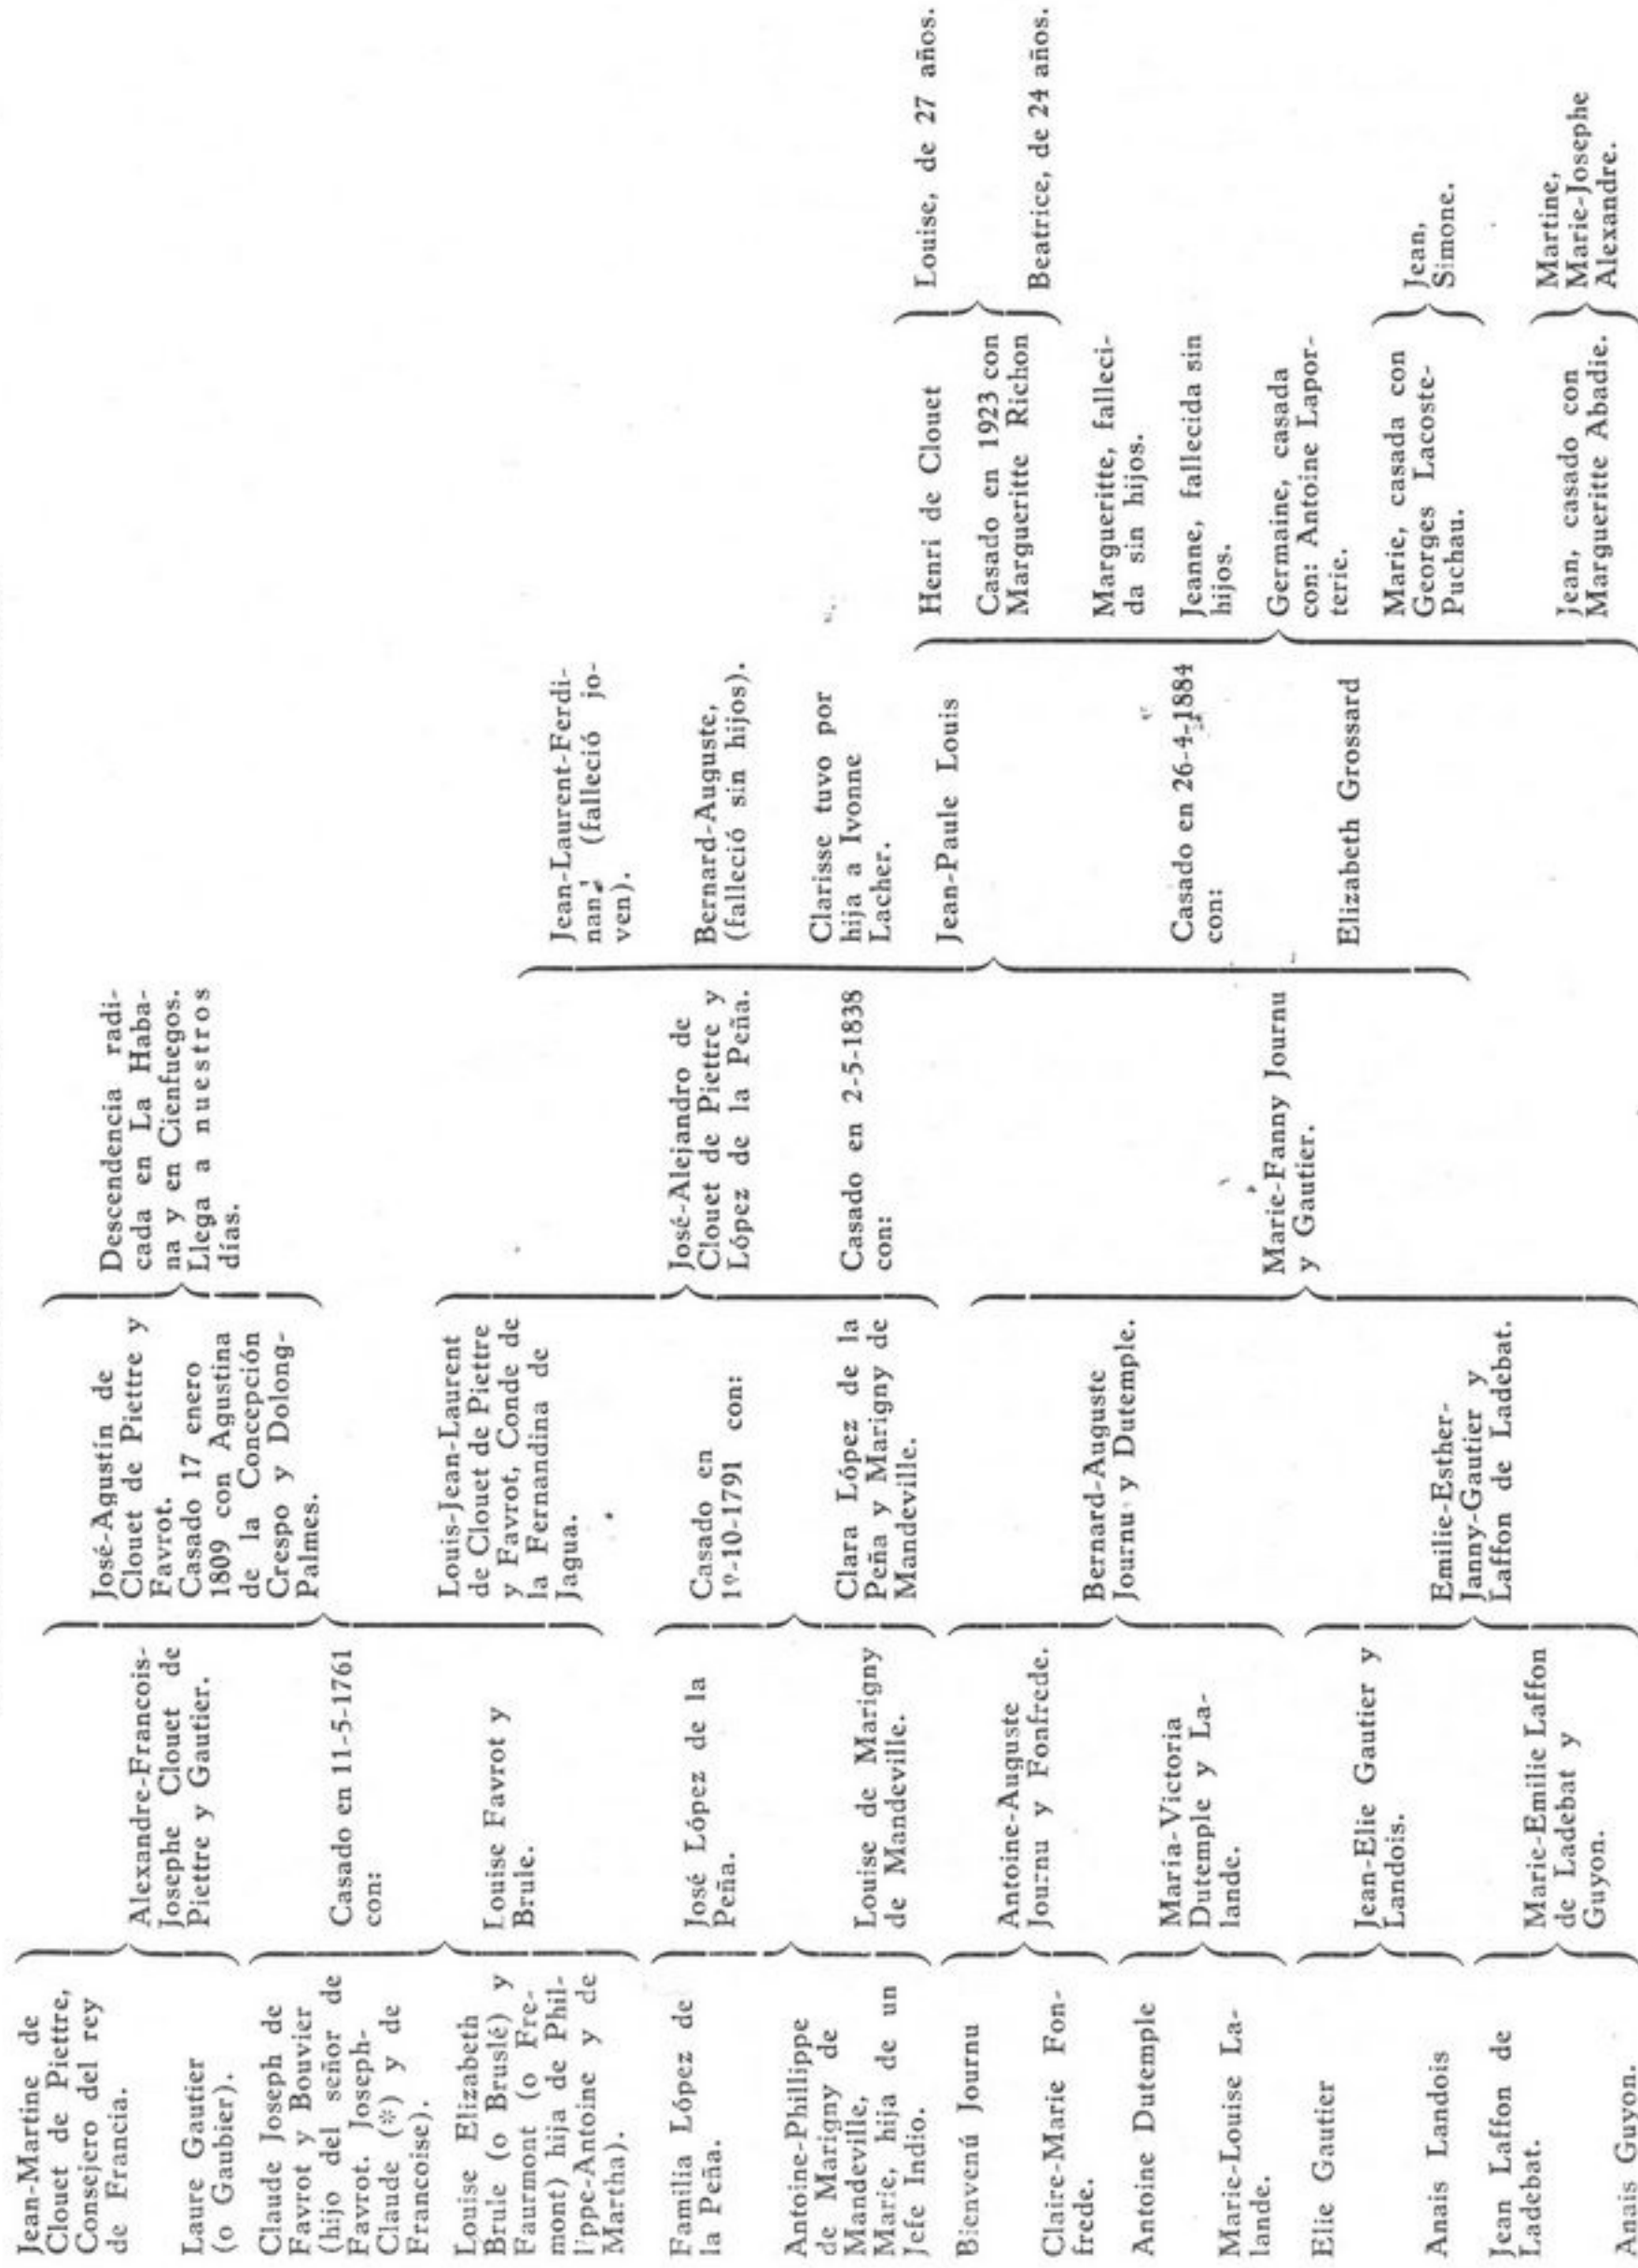 Jean-Martine de
Clouet de Piettre,
Consejero del rey
de Francia.
Laure Gautier
(o Gaubier).
Claude Joseph de
Favrot y Bouvier
(hijo del señor de
Favrot. Joseph-
Claude (*) y de
Francoise).
Louise Elizabeth
Brule (o Bruslé) y
Faurmont (o Fre-
mont) hija de Phil-
l'ppe-Antoine y de
Martha).
Familia López de
la Peña.
Antoine-Phillippe
de Marigny de
Mandeville,
Marie, hija de un
Jefe Indio.
Bienvenú Journu
Claire-Marie Fon-
frede.
Antoine Dutemple
Marie-Louise La-
lande.
Elie Gautier
Anais Landois
Jean Laffon de
Ladebat.
Anais Guyon.
Alexandre-Francois-
Josephe Clouet de
Piettre y Gautier.
Casado en 11-5-1761
con:
Louise Favrot y
Brule.
José López de la
Peña.
Louise de Marigny
de Mandeville.
Antoine-Auguste
Journu y Fonfrede.
Maria-Victoria
Dutemple y La-
lande.
Jean-Elie Gautier y
Landois.
Marie-Emilie Laffon
de Ladebat y
Guyon.
José-Agustín de
Clouet de Piettre y
Favrot.
Casado 17 enero
1809 con Agustina
de la Concepción
Crespo y Dolong-
Palmes.
Louis-Jean-Laurent
de Clouet de Piettre
y Favrot, Conde de
la Fernandina de
Jagua.
Casado en
1º-10-1791 con:
Clara López de la
Peña y Marigny de
Mandeville.
Bernard-Auguste
Journu y Dutemple.
Emilie-Esther-
Janny-Gautier y
Laffon de Ladebat.
Descendencia radi-
cada en La Haba-
na y en Cienfuegos.
Llega a nuestros
días.
José-Alejandro de
Clouet de Piettre y
López de la Peña.
Casado en 2-5-1838
con:
Marie-Fanny Journu
y Gautier.
Jean-Laurent-Ferdi-
nan (falleció jo-
ven).
Bernard-Auguste,
(falleció sin hijos).
Clarisse tuvo por
hija a Ivonne
Lacher.
Jean-Paule Louis
Casado en 26-4-1884
con:
Elizabeth Grossard
Henri de Clouet
Casado en 1923 con
Margueritte Richon
Margueritte, falleci-
da sin hijos.
Jeanne, fallecida sin
hijos.
Germaine, casada
con: Antoine Lapor-
terie.
Marie, casada con
Georges Lacoste-
Puchau.
Jean, casado con
Margueritte Abadie.
Louise, de 27 años.
Beatrice, de 24 años.
Jean,
Simone.
Martine,
Marie-Josephe
Alexandre.